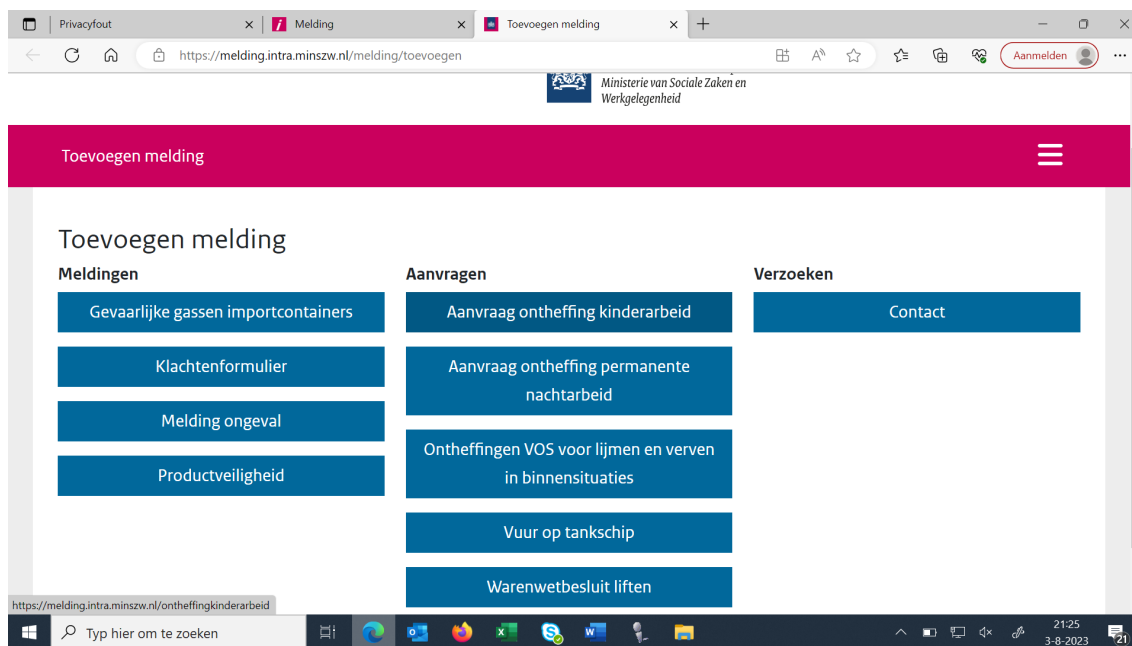 Privacyfout
Melding
Toevoegen melding
https://melding.intra.minszw.nl/melding/toevoegen
Aanmelden
Ministerie van Sociale Zaken en
Werkgelegenheid
Toevoegen melding
Toevoegen melding
Meldingen
Gevaarlijke gassen importcontainers
Klachtenformulier
Melding ongeval
Productveiligheid
Aanvragen
Aanvraag ontheffing kinderarbeid
Aanvraag ontheffing permanente
nachtarbeid
Ontheffingen VOS voor lijmen en verven
in binnensituaties
Vuur op tankschip
Warenwetbesluit liften
Verzoeken
Contact
https://melding.intra.minszw.nl/ontheffingkinderarbeid
Typ hier om te zoeken
21:25
3-8-2023
21